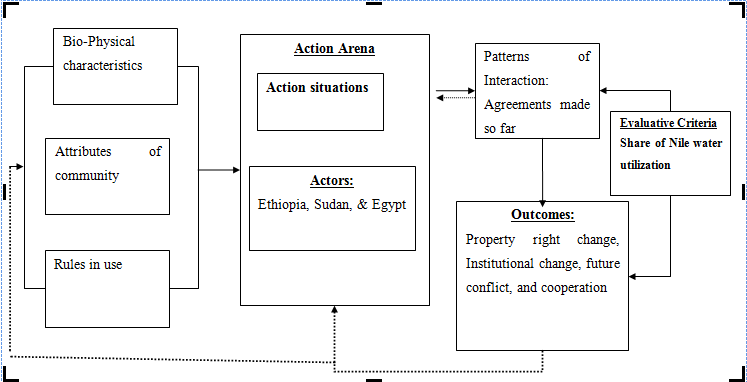 Bio-Physical
characteristics
Attributes of
community
Rules in use
Action Arena
Action situations
Actors:
Ethiopia, Sudan, & Egypt
Patterns of
Interaction:
Agreements made
so far
Evaluative Criteria
Share of Nile water
utilization
Outcomes:
Property right change,
Institutional change, future
conflict, and cooperation